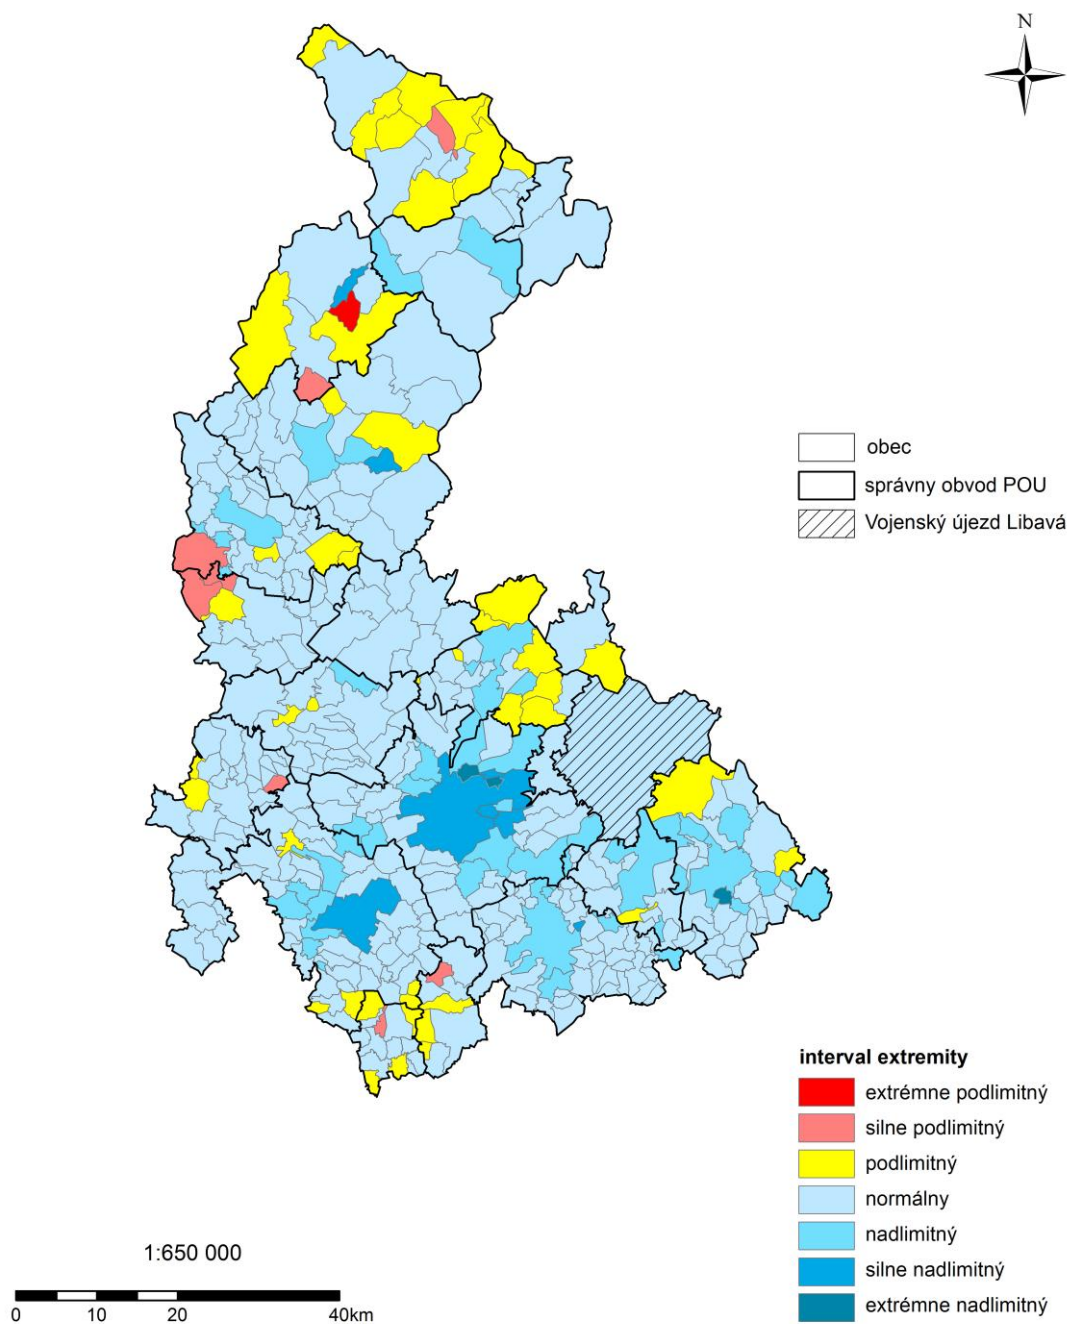 N
obec
správny obvod POU
Vojenský újezd Libavá
interval extremity
extrémne podlimitný
silne podlimitný
podlimitný
normálny
nadlimitný
silne nadlimitný
extrémne nadlimitný
1:650 000
0 10 20 40km